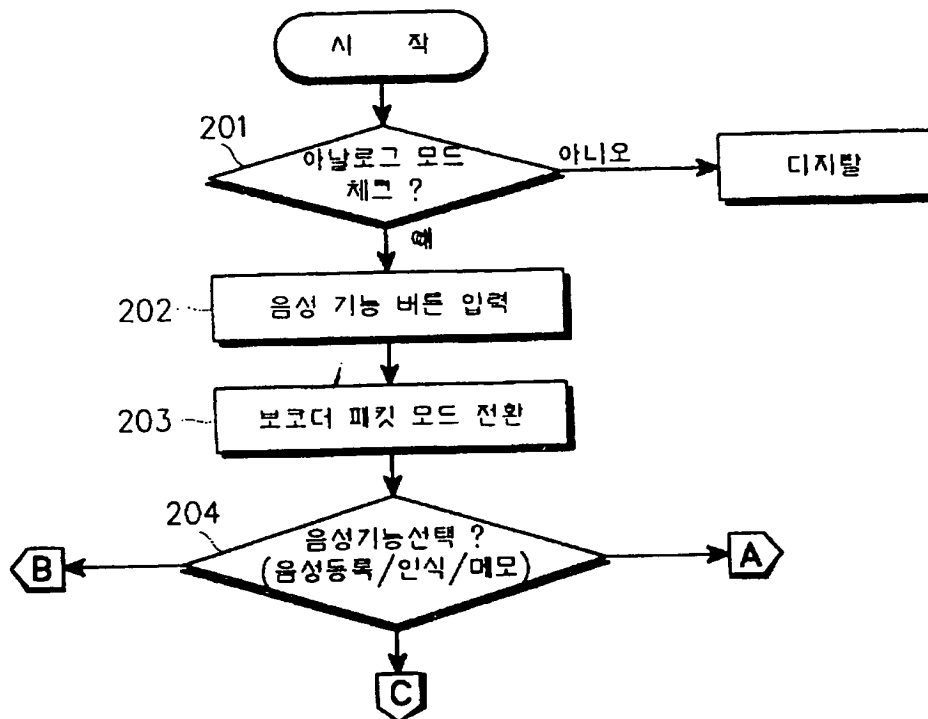 시 작
201
아날로그 모드
체크 ?
아니오
디지탈
예
202
음성 기능 버튼 입력
203
보코더 패킷 모드 전환
204
음성기능선택 ?
(음성등록/인식/메모)
B
A
C